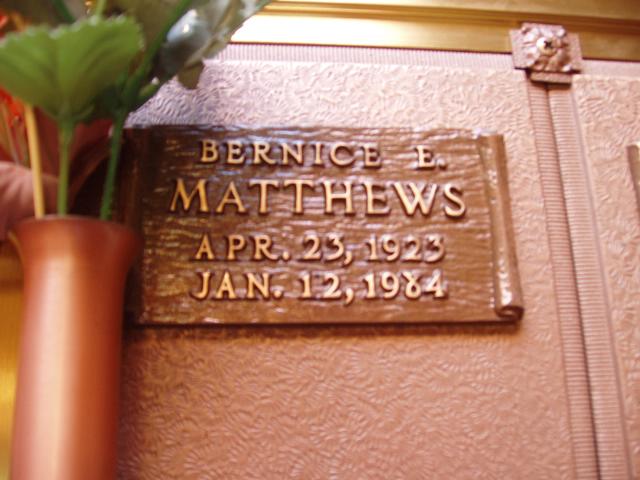 BERNICE E.
MATTHEWS
APR. 23, 1923
JAN. 12, 1984